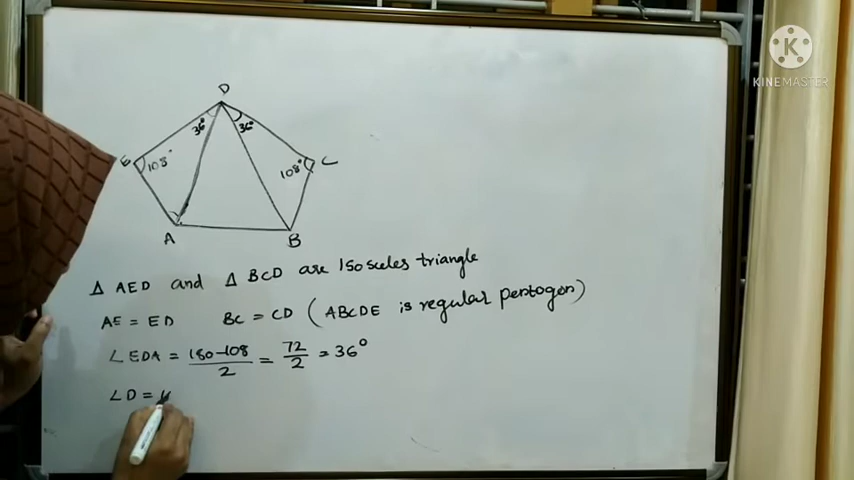 K
KINEMASTER
D
36° 36°
E 108° 108° C
A B
Δ AED and Δ BCD are Isosceles triangle
AE = ED BC = CD (ABCDE is regular pentogon)
∠EDA = 180-108/2 = 72/2 = 36°
∠D =